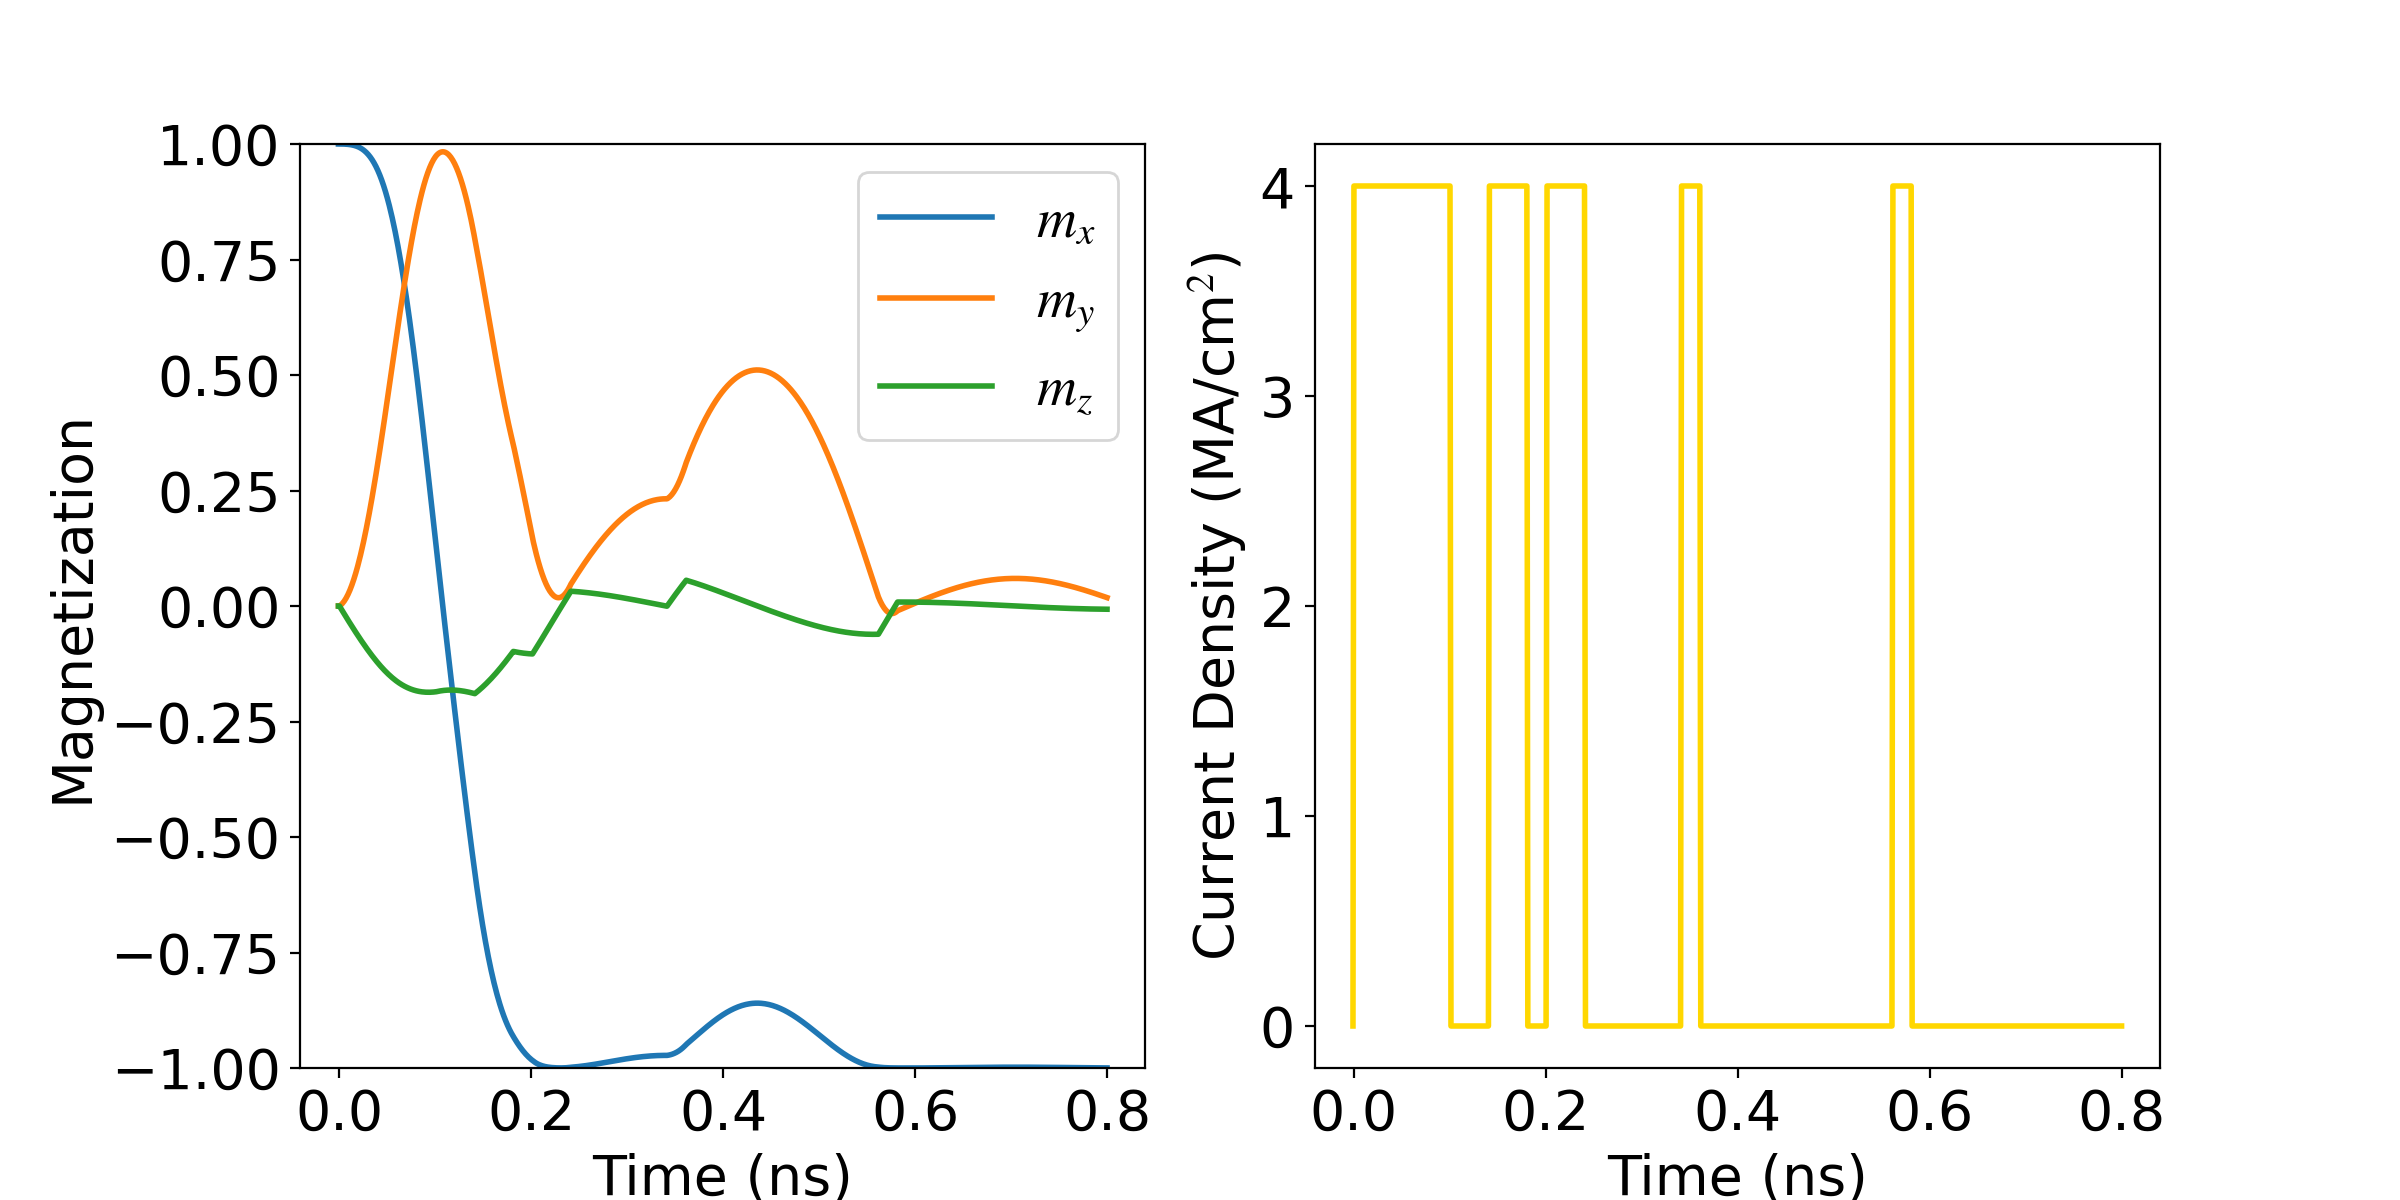 1.00
0.75
0.50
0.25
0.00
−0.25
−0.50
−0.75
−1.00
Magnetization
0.0 0.2 0.4 0.6 0.8
Time (ns)
m_x
m_y
m_z
4
3
2
1
0
Current Density (MA/cm²)
0.0 0.2 0.4 0.6 0.8
Time (ns)